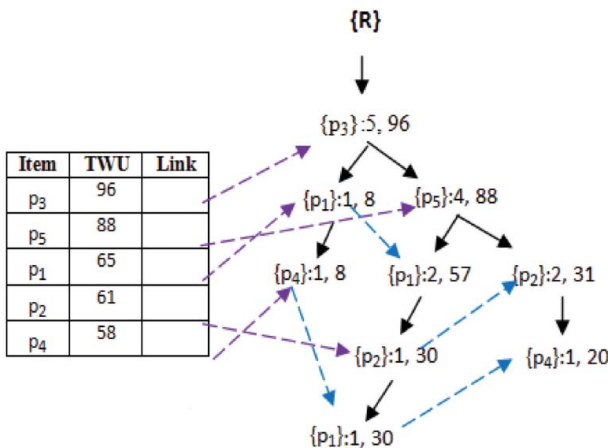 {R}
{p₃}:5, 96
Item TWU Link
p₃ 96
p₅ 88
p₁ 65
p₂ 61
p₄ 58
{p₁}:1, 8 {p₅}:4, 88
{p₄}:1, 8 {p₁}:2, 57 {p₂}:2, 31
{p₂}:1, 30 {p₄}:1, 20
{p₁}:1, 30